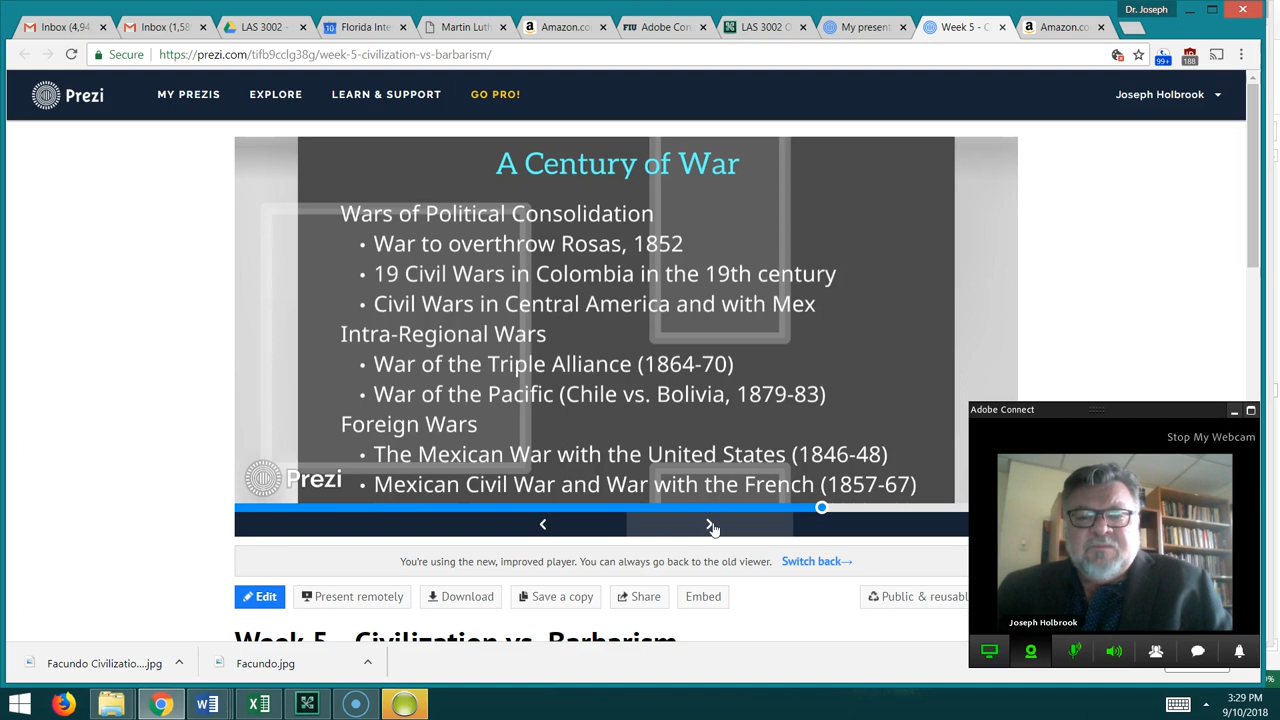 Dr. Joseph
Inbox (4,94
Inbox (1,58
LAS 3002 -
Florida Inte
Martin Luth
Amazon.co
FIU Adobe Con
LAS 3002 O
My present
Week 5 - C
Amazon.co
Secure
https://prezi.com/tifb9cclg38g/week-5-civilization-vs-barbarism/
99+
188
Prezi
MY PREZIS
EXPLORE
LEARN & SUPPORT
GO PRO!
Joseph Holbrook
A Century of War
Wars of Political Consolidation
• War to overthrow Rosas, 1852
• 19 Civil Wars in Colombia in the 19th century
• Civil Wars in Central America and with Mex
Intra-Regional Wars
• War of the Triple Alliance (1864-70)
• War of the Pacific (Chile vs. Bolivia, 1879-83)
Foreign Wars
• The Mexican War with the United States (1846-48)
• Mexican Civil War and War with the French (1857-67)
Prezi
Adobe Connect
Stop My Webcam
Joseph Holbrook
You're using the new, improved player. You can always go back to the old viewer. Switch back→
Edit
Present remotely
Download
Save a copy
Share
Embed
Public & reusabl
Week 5 - Civilization vs. Barbarism
Facundo Civilizatio....jpg
Facundo.jpg
3:29 PM
9/10/2018